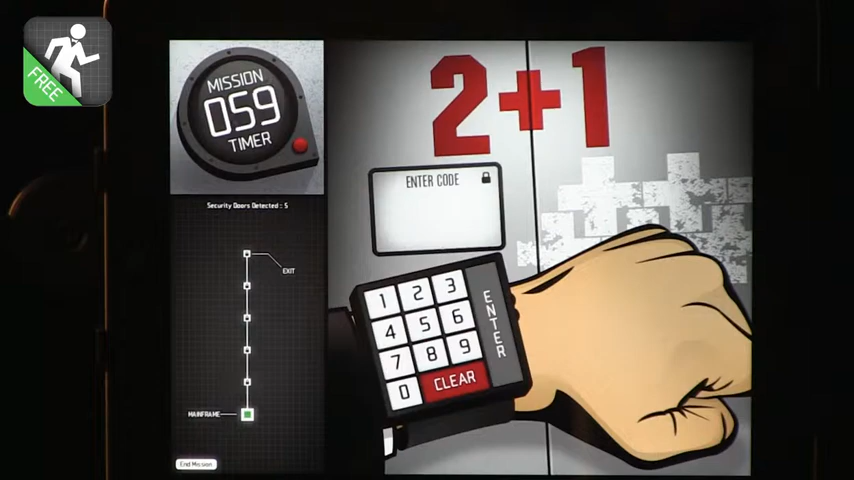 FREE
MISSION
059
TIMER
2+1
ENTER CODE
Security Doors Detected : 5
EXIT
MAINFRAME
1 2 3
4 5 6
7 8 9
0 CLEAR
ENTER
End Mission